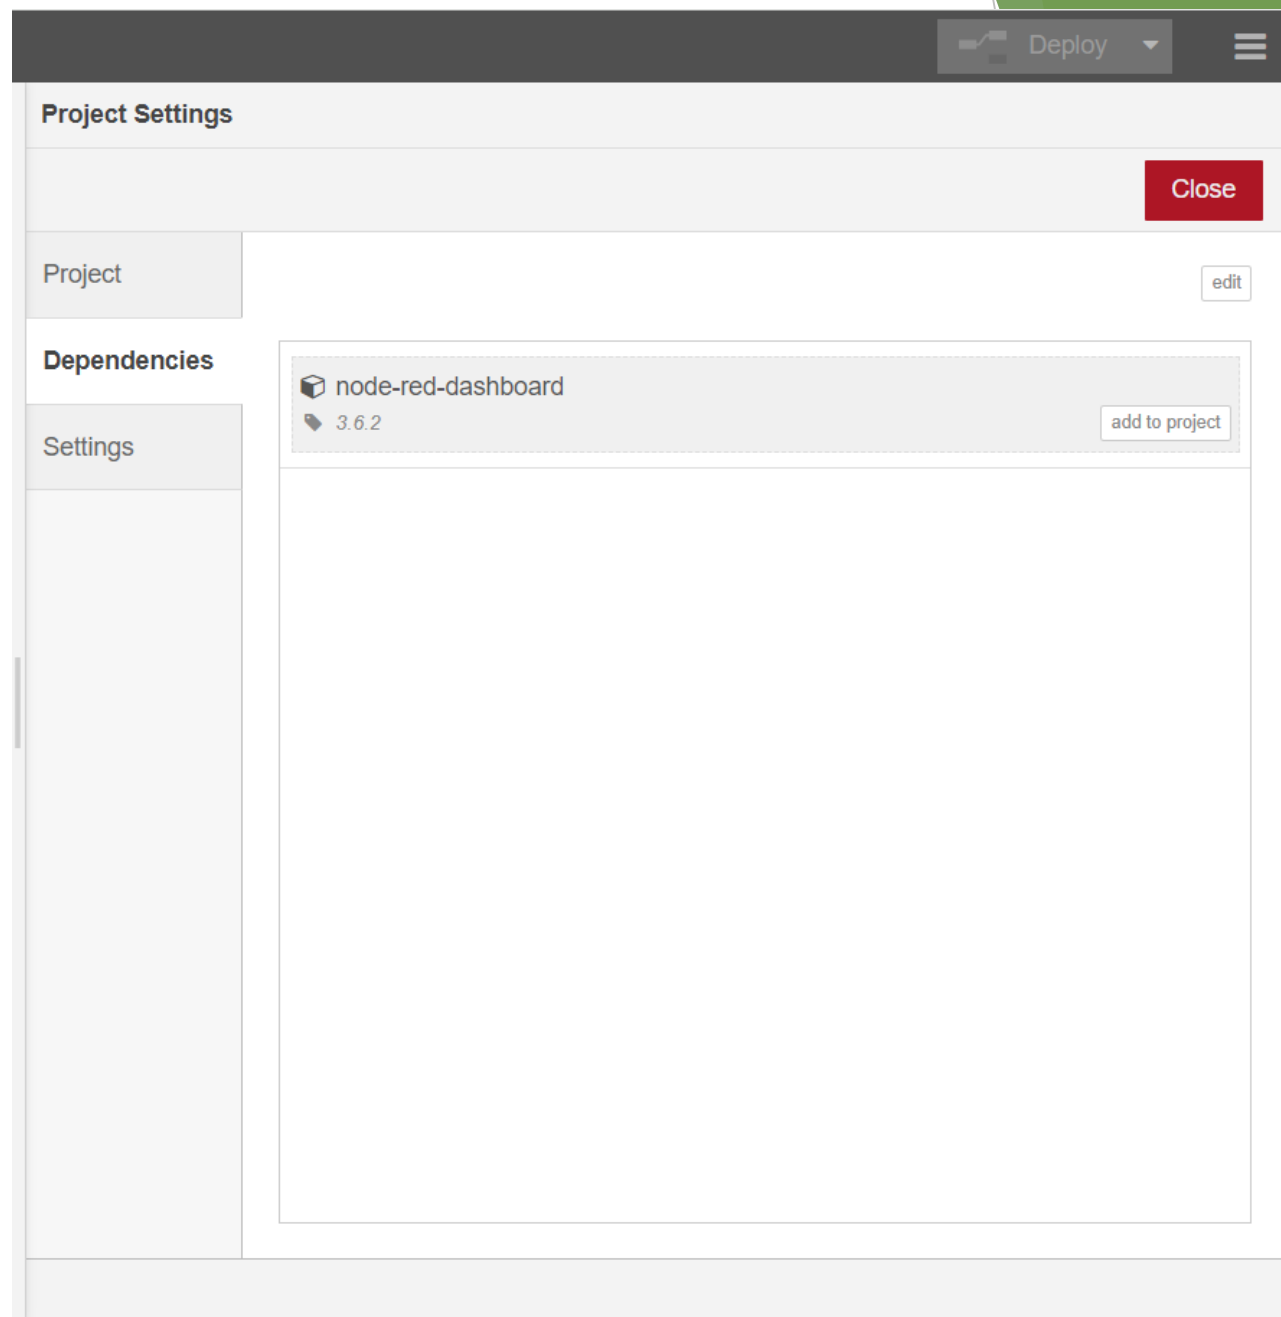 Deploy
Project Settings
Close
Project
edit
Dependencies
node-red-dashboard
3.6.2
add to project
Settings